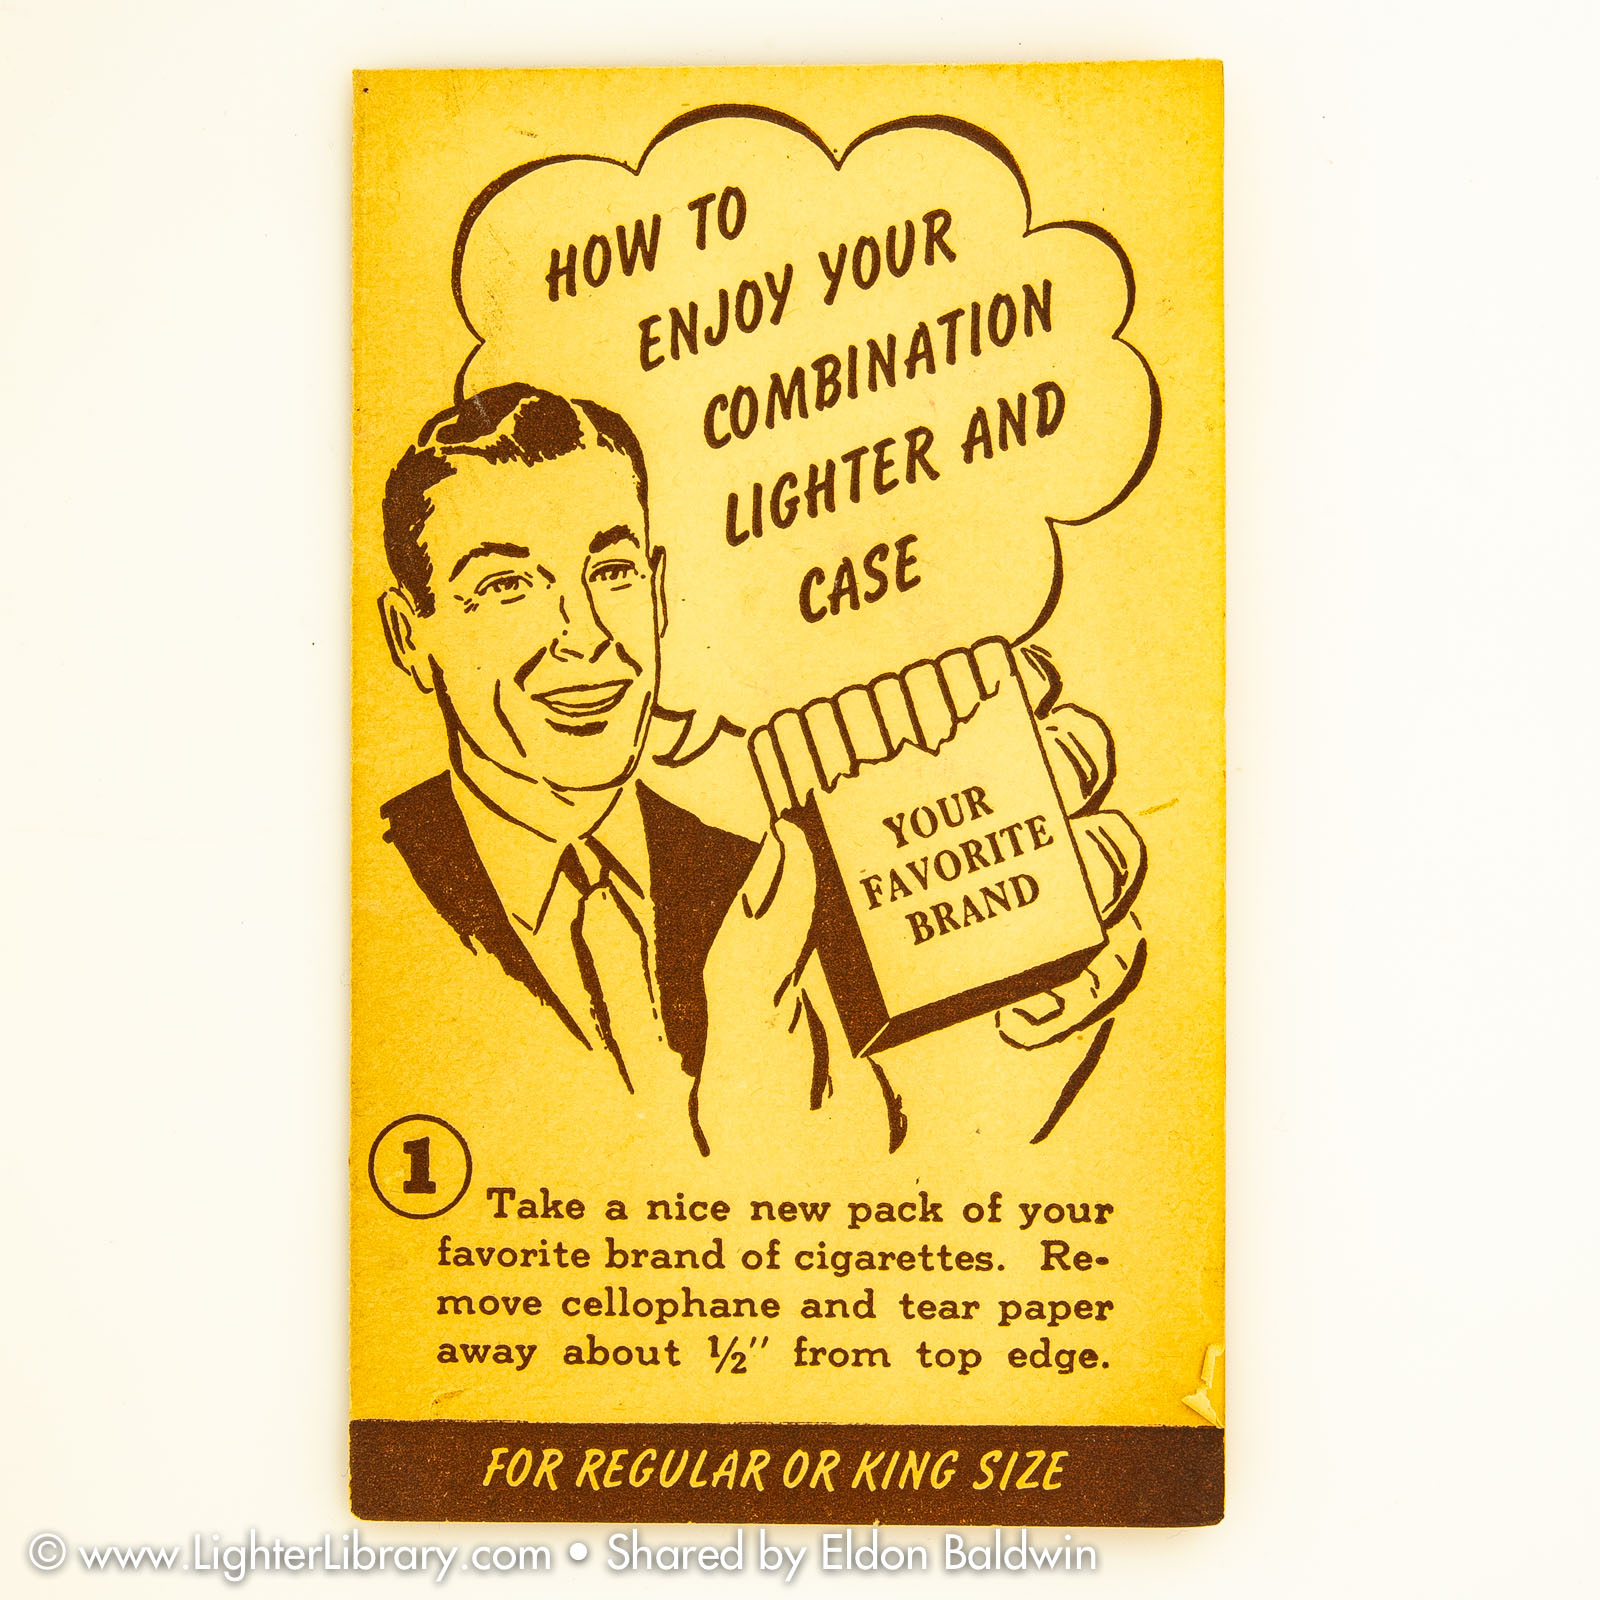 HOW TO
ENJOY YOUR
COMBINATION
LIGHTER AND
CASE
YOUR
FAVORITE
BRAND
1
Take a nice new pack of your
favorite brand of cigarettes. Re-
move cellophane and tear paper
away about ½" from top edge.
FOR REGULAR OR KING SIZE
© www.LighterLibrary.com • Shared by Eldon Baldwin